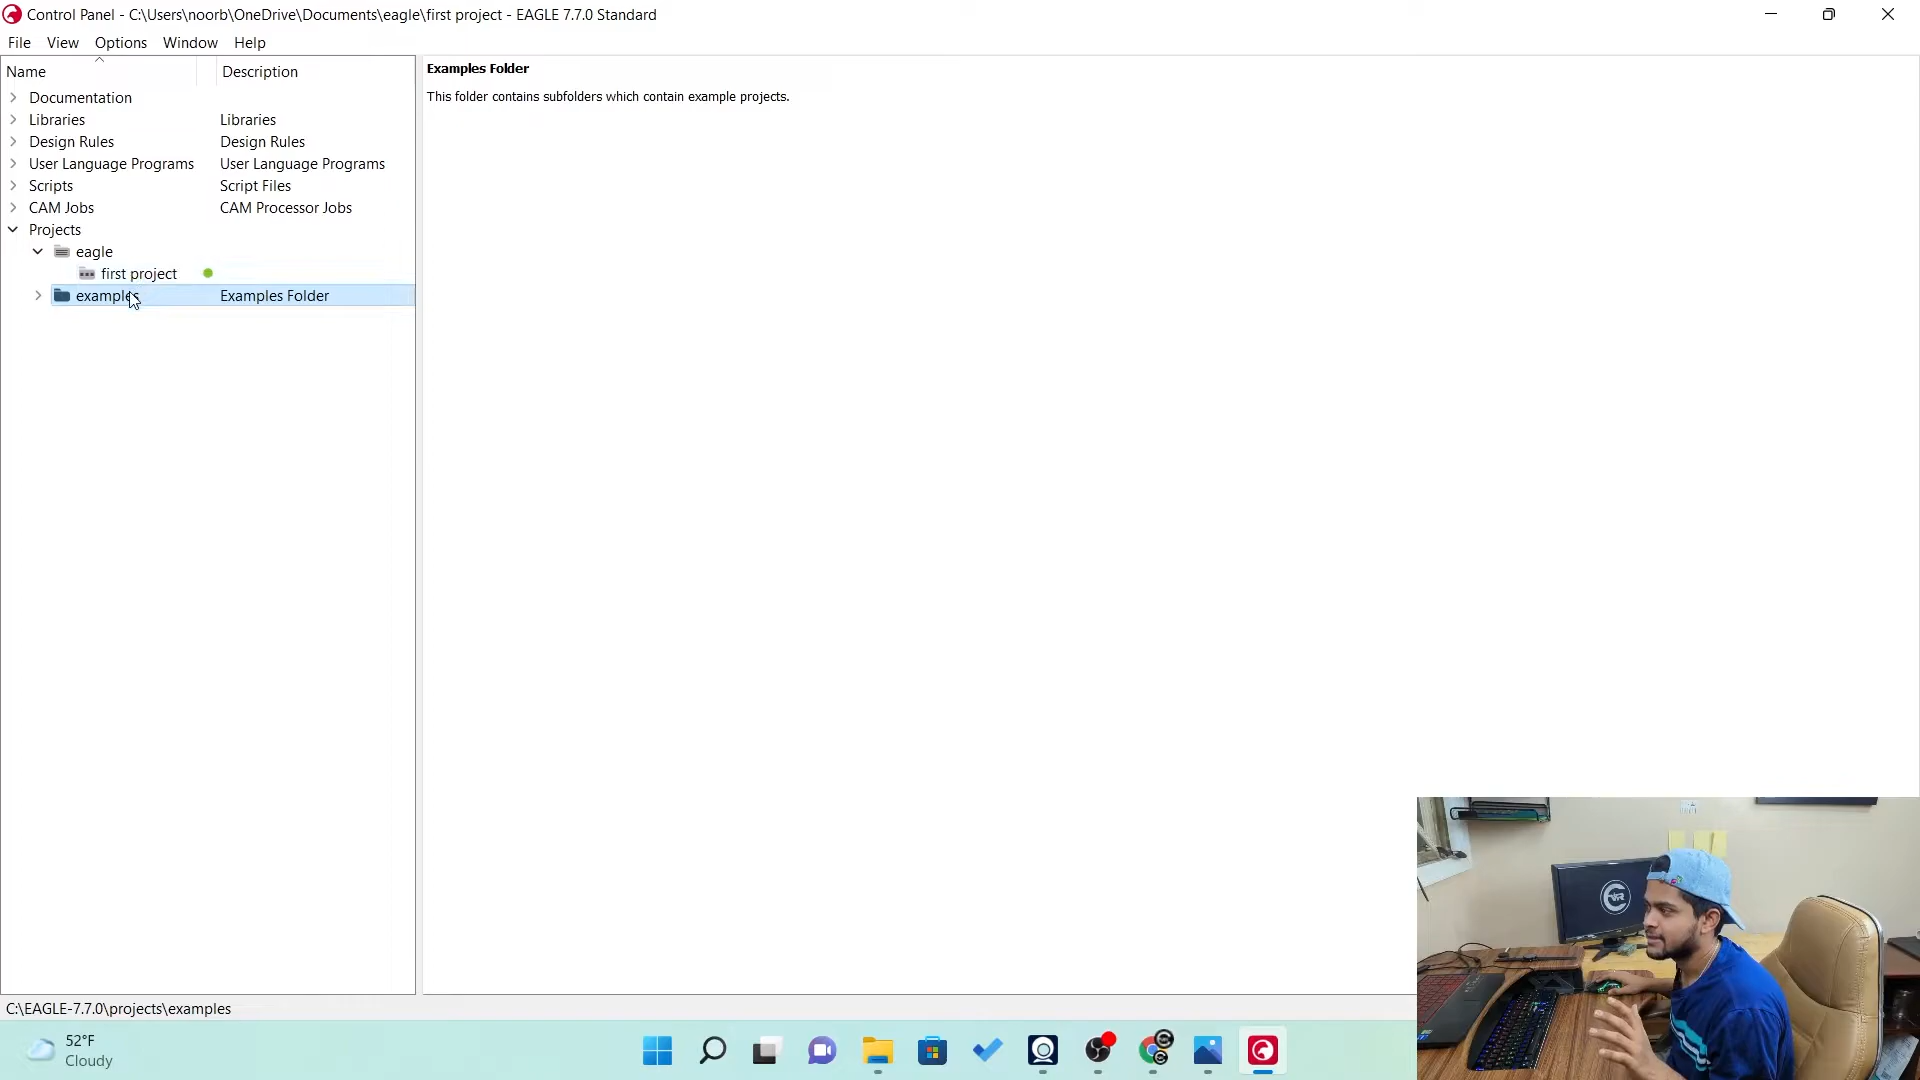 Control Panel - C:\Users\noorb\OneDrive\Documents\eagle\first project - EAGLE 7.7.0 Standard
File View Options Window Help
Name Description
Documentation
Libraries Libraries
Design Rules Design Rules
User Language Programs User Language Programs
Scripts Script Files
CAM Jobs CAM Processor Jobs
Projects
eagle
first project
examples Examples Folder
Examples Folder
This folder contains subfolders which contain example projects.
C:\EAGLE-7.7.0\projects\examples
52°F
Cloudy